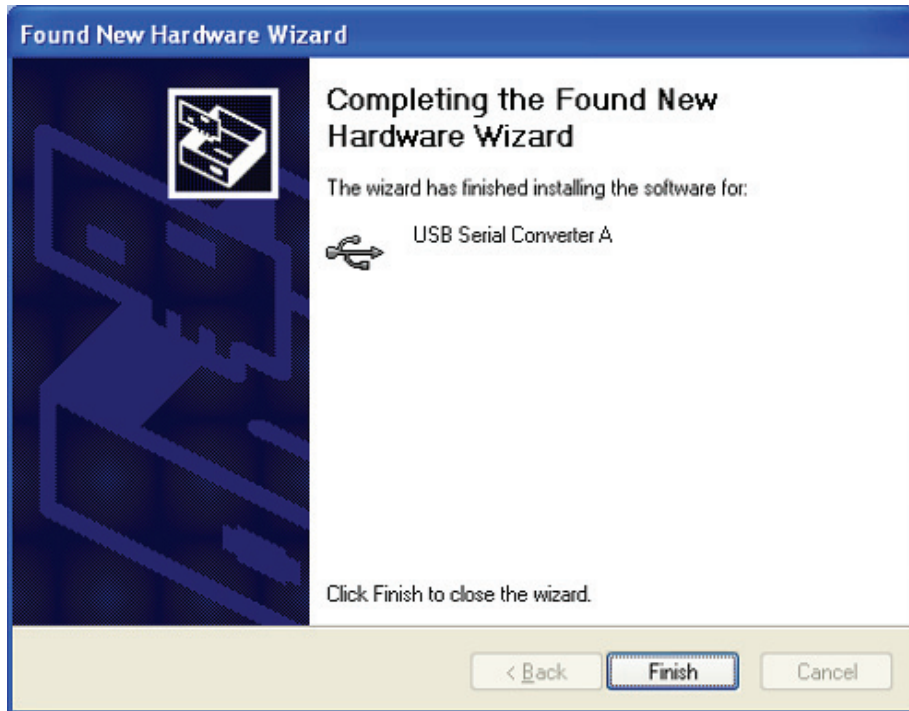 Found New Hardware Wizard
Completing the Found New
Hardware Wizard
The wizard has finished installing the software for:
USB Serial Converter A
Click Finish to close the wizard.
< Back
Finish
Cancel